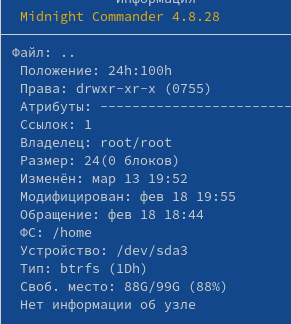 Информация
Midnight Commander 4.8.28
Файл: ..
Положение: 24h:100h
Права: drwxr-xr-x (0755)
Атрибуты: ------------------------
Ссылок: 1
Владелец: root/root
Размер: 24(0 блоков)
Изменён: мар 13 19:52
Модифицирован: фев 18 19:55
Обращение: фев 18 18:44
ФС: /home
Устройство: /dev/sda3
Тип: btrfs (1Dh)
Своб. место: 88G/99G (88%)
Нет информации об узле